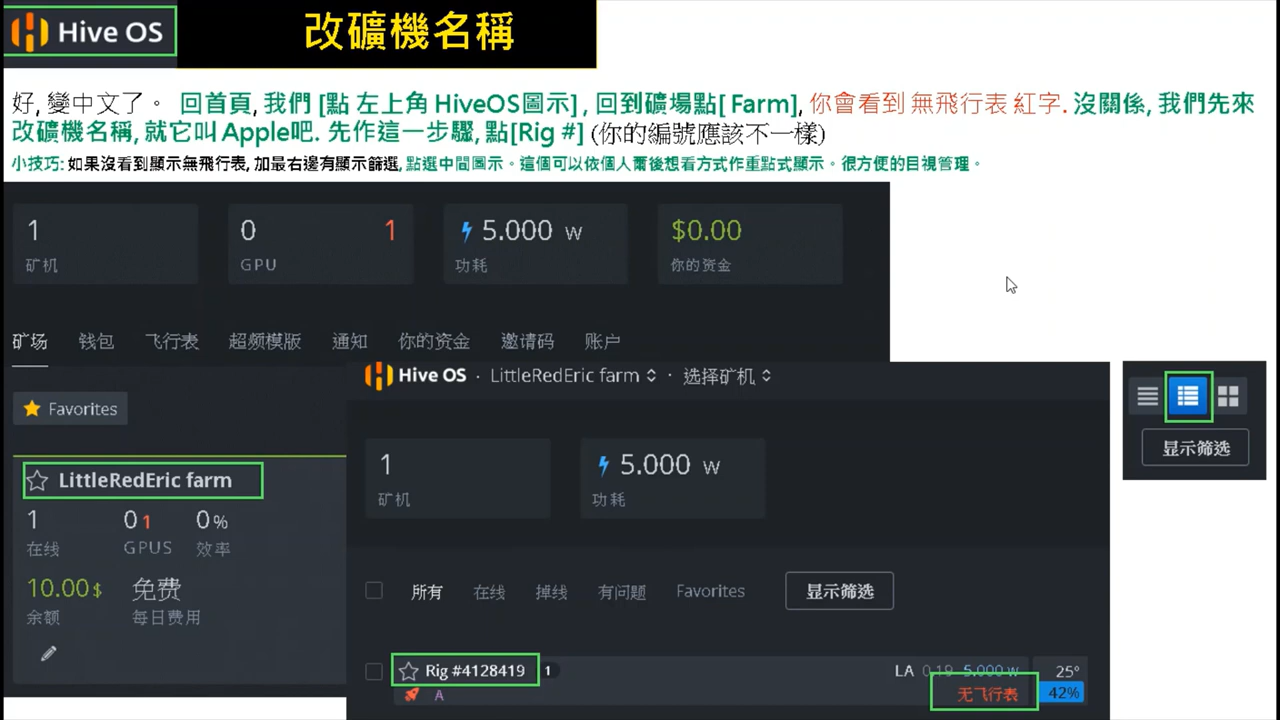 Hive OS
改礦機名稱
好, 變中文了。 回首頁, 我們 [點 左上角 HiveOS圖示] , 回到礦場點[ Farm], 你會看到 無飛行表 紅字. 沒關係, 我們先來
改礦機名稱, 就它叫 Apple吧. 先作這一步驟, 點[Rig #] (你的編號應該不一樣)
小技巧: 如果沒看到顯示無飛行表, 加最右邊有顯示篩選, 點選中間圖示。這個可以依個人爾後想看方式作重點式顯示。很方便的目視管理。
1 0 1 5.000 w $0.00
矿机 GPU 功耗 你的资金
矿场 钱包 飞行表 超频模版 通知 你的资金 邀请码 账户
Favorites
LittleRedEric farm
1 0 1 0%
在线 GPUS 效率
10.00$ 免费
余额 每日费用
Hive OS · LittleRedEric farm · 选择矿机
1 5.000 w
矿机 功耗
所有 在线 掉线 有问题 Favorites 显示筛选
Rig #4128419 1 LA 0.19 5.000 w 25°
A 无飞行表 42%
显示筛选